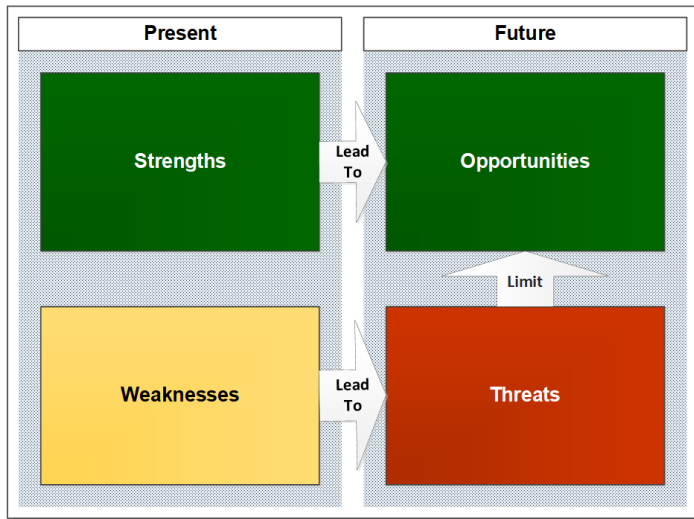 Present
Future
Strengths
Lead
To
Opportunities
Limit
Weaknesses
Lead
To
Threats